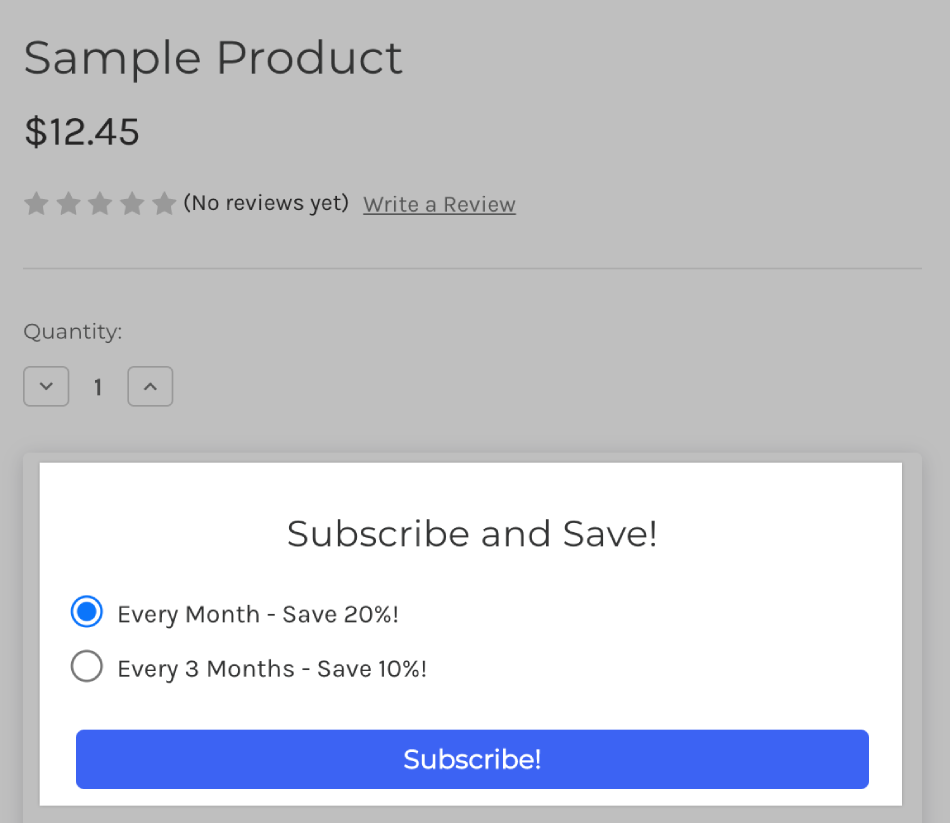 Sample Product
$12.45
(No reviews yet) Write a Review
Quantity:
1
Subscribe and Save!
Every Month - Save 20%!
Every 3 Months - Save 10%!
Subscribe!